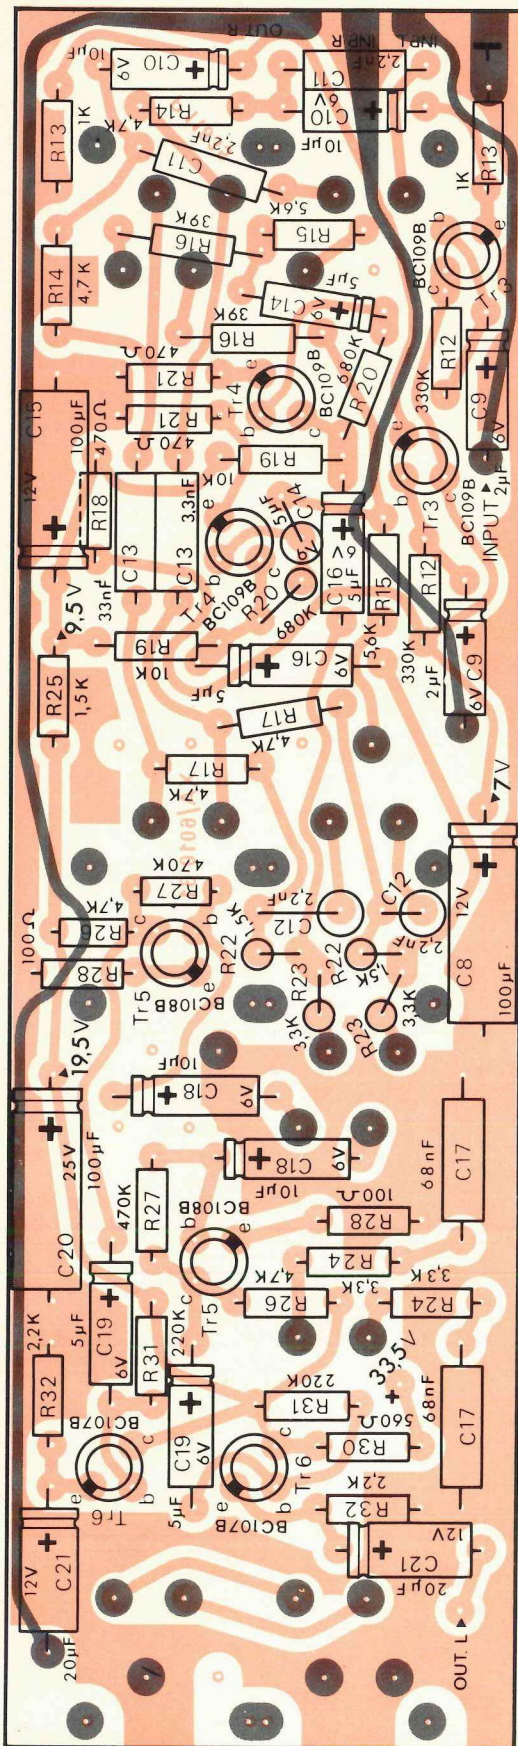 OUT.R
INP.R
INP.L
10µF
6V
C10
C11
2,2nF
6V
C10
10µF
R13
1K
4,7K
R14
2,2nF
C11
R13
1K
39K
R16
5,6K
R15
R14
4,7K
b
e
c
BC109B
Tr3
5µF
C14
6V
39K
R16
680K
R20
470Ω
R21
R21
470Ω
e
b
c
Tr4
BC109B
R12
330K
C9
6V
2µF
C15
100µF
12V
470Ω
R18
R19
10K
e
b
c
Tr3
BC109B
INPUT
3,3nF
C13
C13
33nF
e
b
c
Tr4
BC109B
5µF
C14
6V
R20
680K
6V
C16
5µF
R15
5,6K
R12
330K
9,5V
R19
10K
C16
6V
5µF
C9
6V
2µF
R25
1,5K
R17
4,7K
R17
4,7K
7V
470K
R27
4,7K
R26
100Ω
R28
c
b
e
Tr5
BC108B
R22
1,5K
C12
2,2nF
C12
2,2nF
R22
1,5K
R23
3,3K
R23
3,3K
12V
C8
100µF
19,5V
10µF
C18
6V
25V
100µF
C20
C18
6V
10µF
68nF
C17
470K
R27
b
e
c
Tr5
BC108B
100Ω
R28
R24
3,3K
4,7K
R26
3,3K
R24
5µF
C19
6V
2,2K
R32
R31
220K
220K
R31
33,5V
68nF
C17
C19
6V
5µF
BC107B
c
e
b
Tr6
560Ω
R30
c
e
b
Tr6
BC107B
2,2K
R32
12V
C21
20µF
12V
C21
20µF
OUT. L